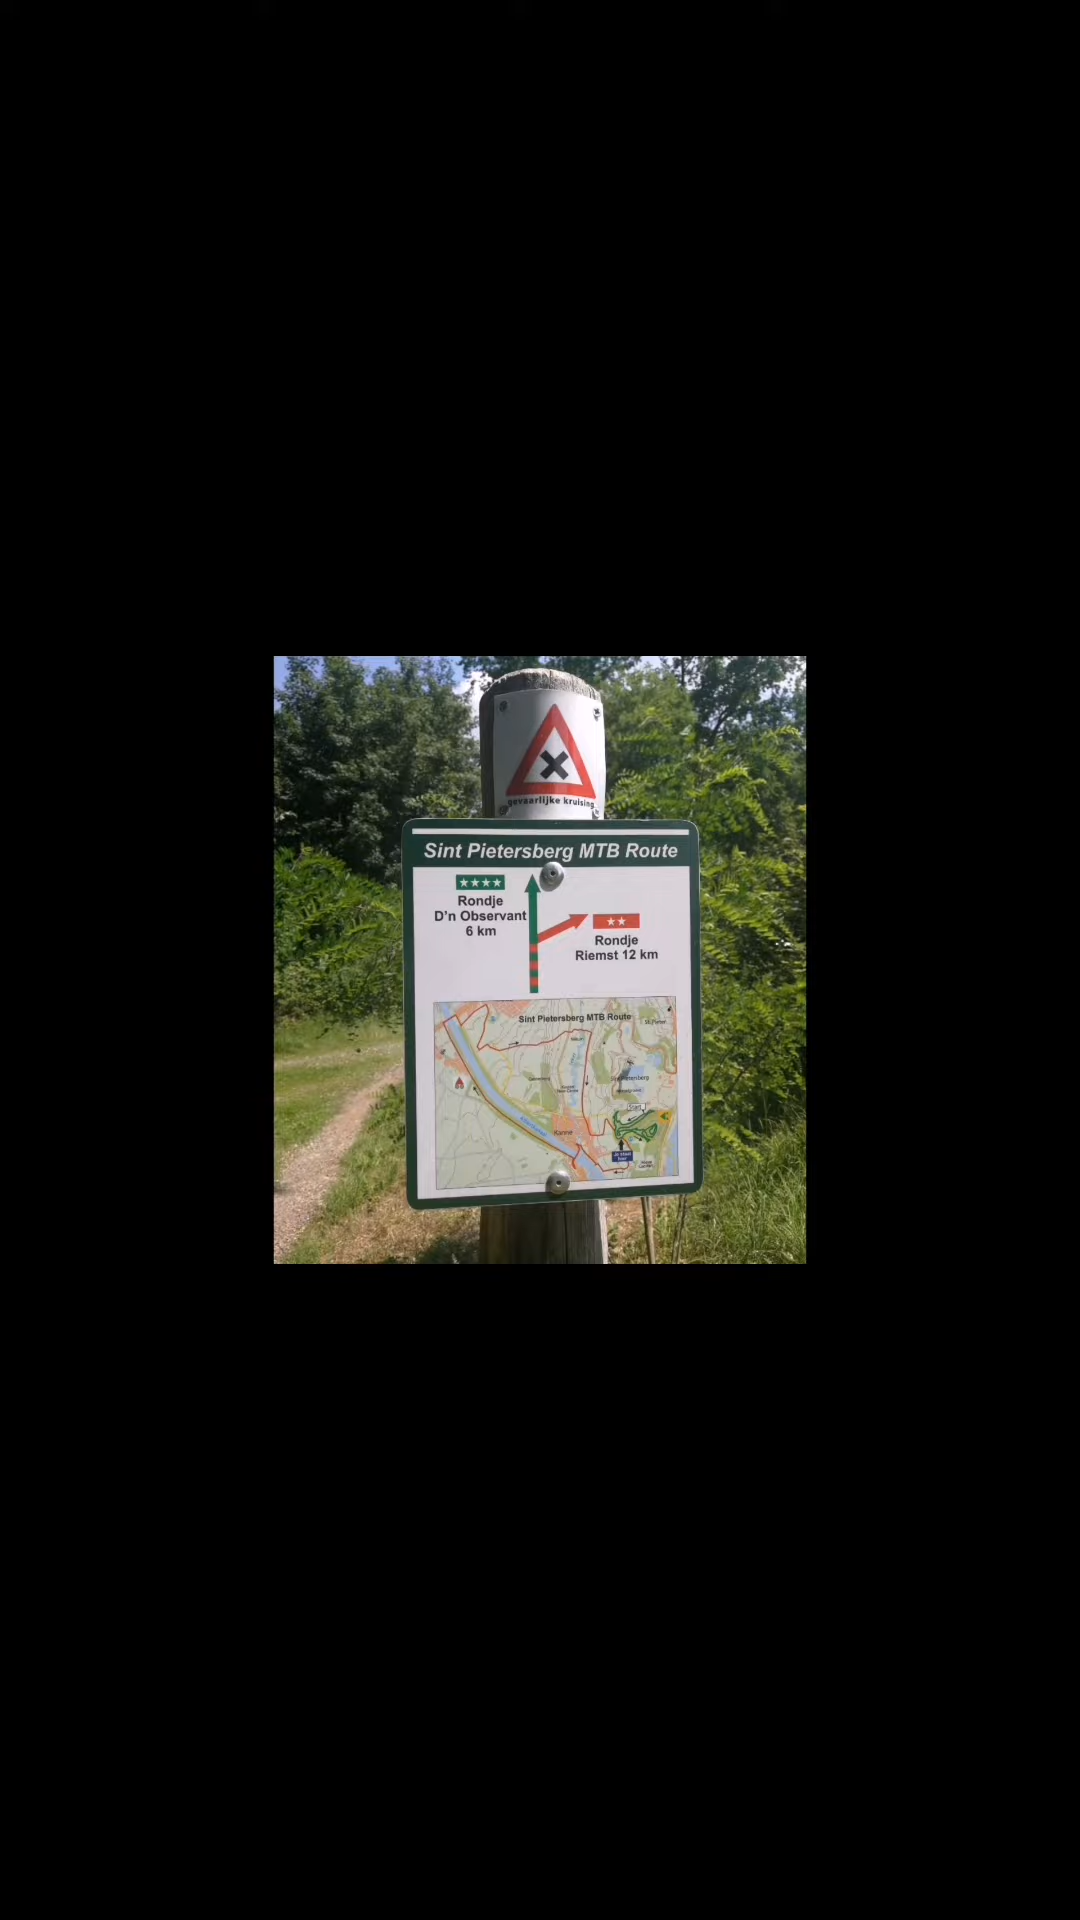 gevaarlijke kruising
Sint Pietersberg MTB Route
Rondje
D'n Observant
6 km
Rondje
Riemst 12 km
Sint Pietersberg MTB Route
Kanne
Start